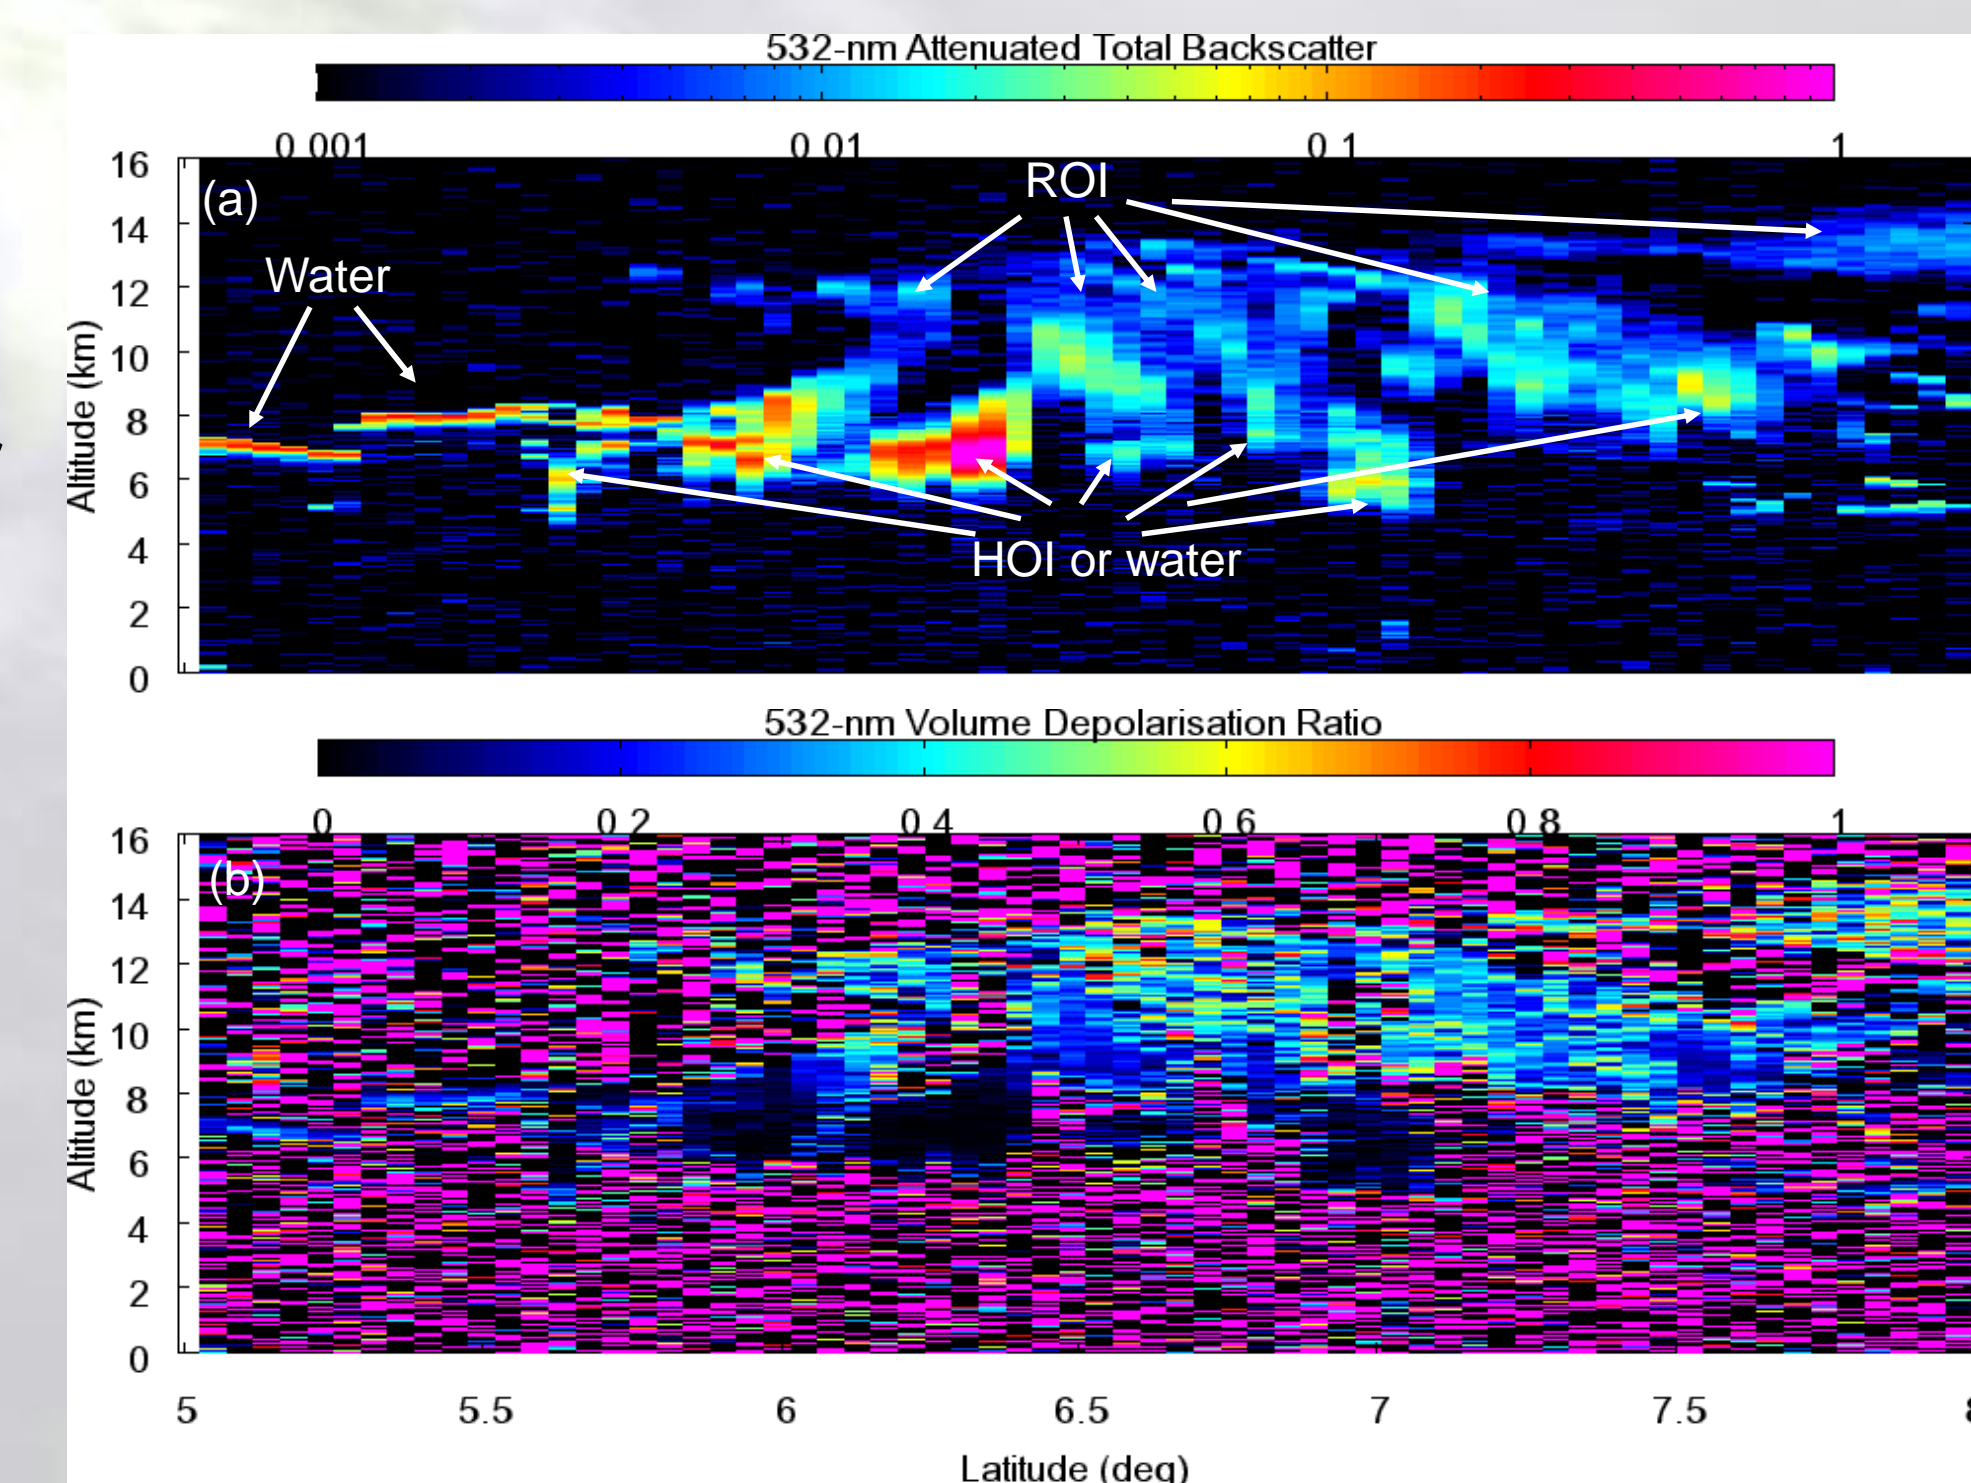 532-nm Attenuated Total Backscatter
0.001 0.01 0.1 1
(a)
ROI
Water
HOI or water
16
14
12
10
8
6
4
2
0
Altitude (km)
532-nm Volume Depolarisation Ratio
0 0.2 0.4 0.6 0.8 1
(b)
16
14
12
10
8
6
4
2
0
Altitude (km)
5 5.5 6 6.5 7 7.5 8
Latitude (deg)